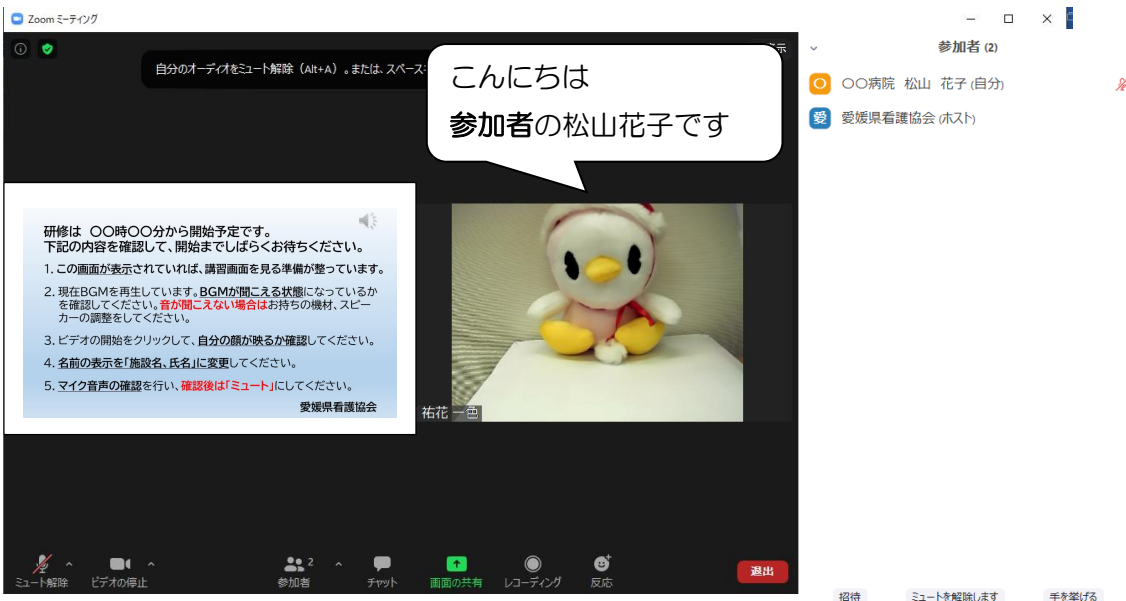 Zoom ミーティング
自分のオーディオをミュート解除 (Alt+A) 。または、スペース
示
こんにちは
参加者の松山花子です
研修は 〇〇時〇〇分から開始予定です。
下記の内容を確認して、開始までしばらくお待ちください。
1. この画面が表示されていれば、講習画面を見る準備が整っています。
2. 現在BGMを再生しています。BGMが聞こえる状態になっているか
を確認してください。音が聞こえない場合はお持ちの機材、スピー
カーの調整をしてください。
3. ビデオの開始をクリックして、自分の顔が映るか確認してください。
4. 名前の表示を「施設名、氏名」に変更してください。
5. マイク音声の確認を行い、確認後は「ミュート」にしてください。
愛媛県看護協会
祐花 一色
ミュート解除
ビデオの停止
2
参加者
チャット
画面の共有
レコーディング
反応
退出
参加者 (2)
O 〇〇病院 松山 花子 (自分)
愛 愛媛県看護協会 (ホスト)
招待
ミュートを解除します
手を挙げる